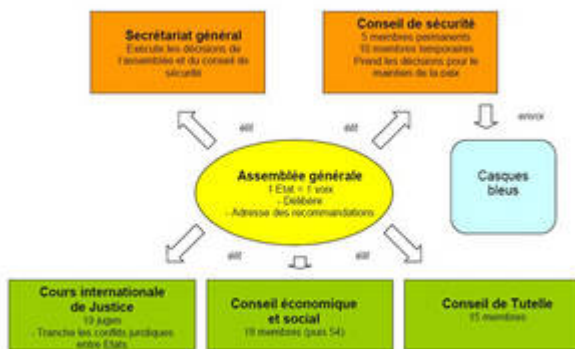 Secrétariat général
Exécute les décisions de
l'assemblée et du conseil de
sécurité
Conseil de sécurité
5 membres permanents
10 membres temporaires
Prend les décisions pour le
maintien de la paix
élit
élit
envoi
Assemblée générale
1 Etat = 1 voix
- Délibère
- Adresse des recommandations
Casques
bleus
élit
élit
élit
Cours internationale
de Justice
juges
- Tranche les conflits juridiques
entre Etats
Conseil économique
et social
membres (puis 54)
Conseil de Tutelle
15 membres